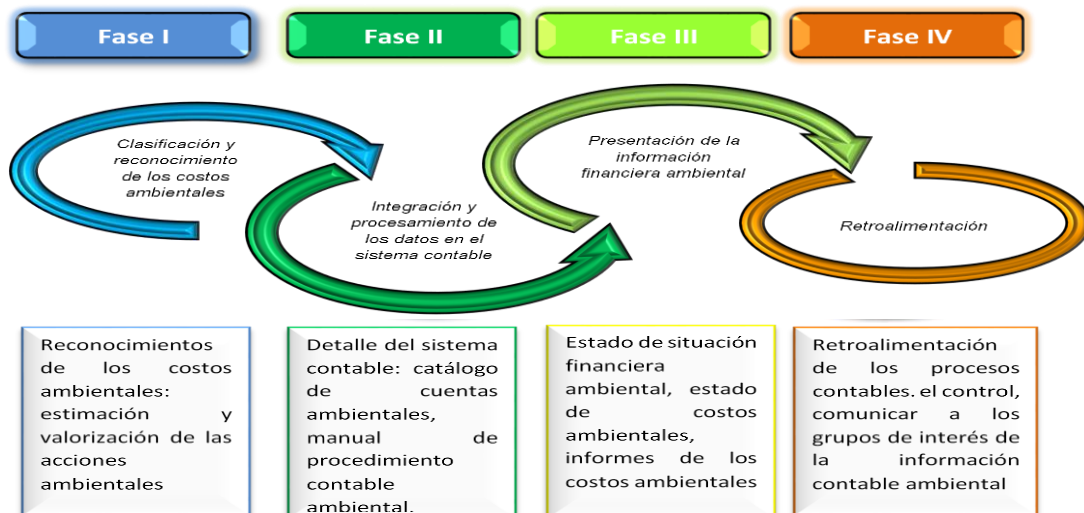 Fase I
Fase II
Fase III
Fase IV
Clasificación y
reconocimiento
de los costos
ambientales
Integración y
procesamiento de
los datos en el
sistema contable
Presentación de la
información
financiera ambiental
Retroalimentación
Reconocimientos
de los costos
ambientales:
estimación y
valorización de las
acciones
ambientales
Detalle del sistema
contable: catálogo
de cuentas
ambientales,
manual de
procedimiento
contable
ambiental.
Estado de situación
financiera
ambiental, estado
de costos
ambientales,
informes de los
costos ambientales
Retroalimentación
de los procesos
contables. el control,
comunicar a los
grupos de interés de
la información
contable ambiental